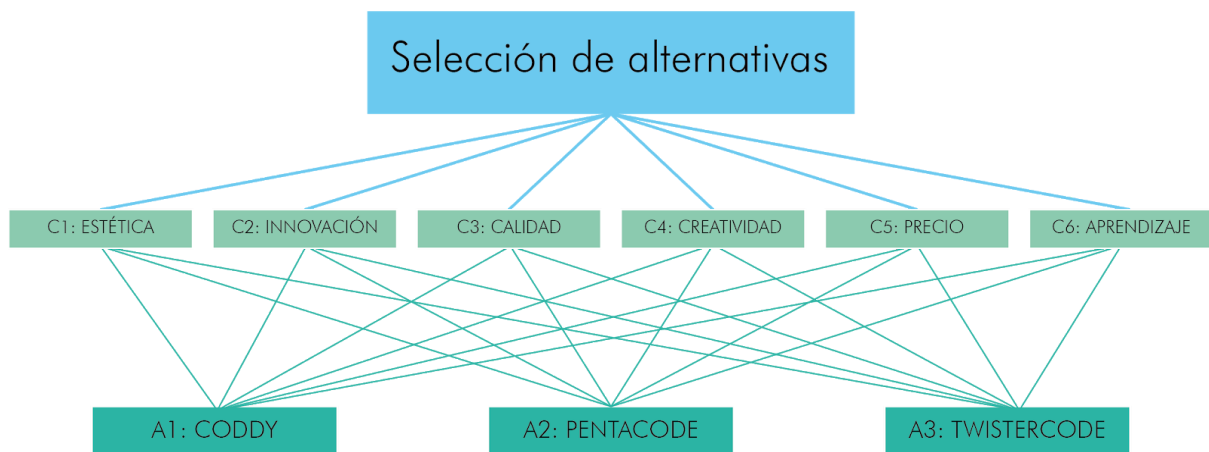 Selección de alternativas
C1: ESTÉTICA
C2: INNOVACIÓN
C3: CALIDAD
C4: CREATIVIDAD
C5: PRECIO
C6: APRENDIZAJE
A1: CODDY
A2: PENTACODE
A3: TWISTERCODE